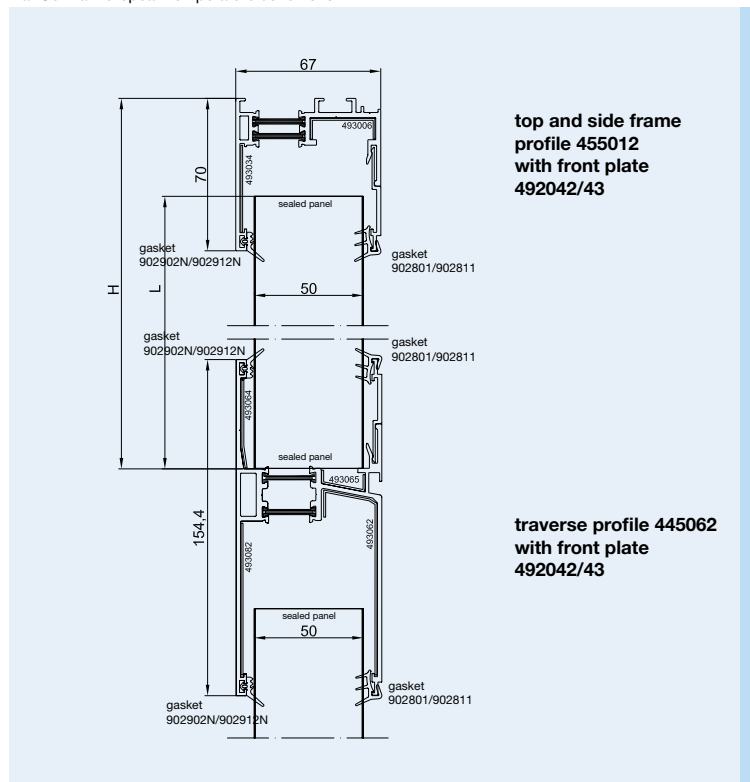 67
top and side frame
profile 455012
with front plate
492042/43
493006
70
493034
sealed panel
gasket
902902N/902912N
gasket
902801/902811
50
H
L
gasket
902902N/902912N
gasket
902801/902811
493064
sealed panel
493065
154,4
493082
493062
traverse profile 445062
with front plate
492042/43
sealed panel
50
gasket
902902N/902912N
gasket
902801/902811